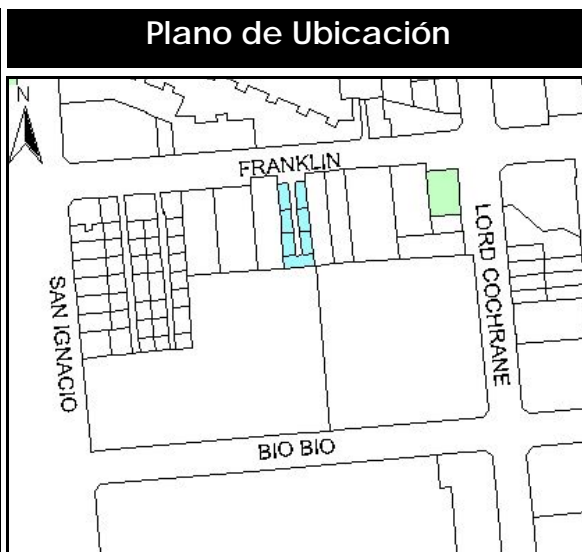 Plano de Ubicación
N
FRANKLIN
SAN IGNACIO
LORD COCHRANE
BIO BIO